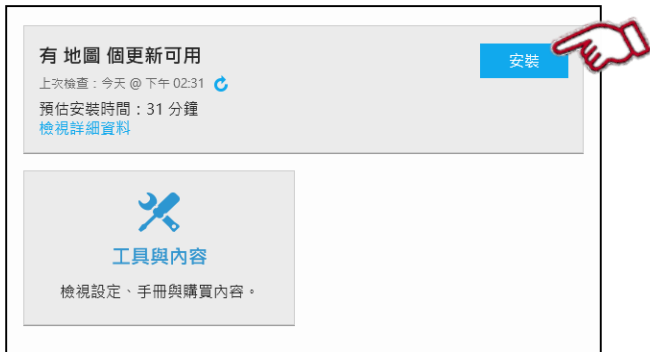 有 地圖 個更新可用
安裝
上次檢查：今天 @ 下午 02:31
預估安裝時間：31 分鐘
檢視詳細資料
工具與內容
檢視設定、手冊與購買內容。